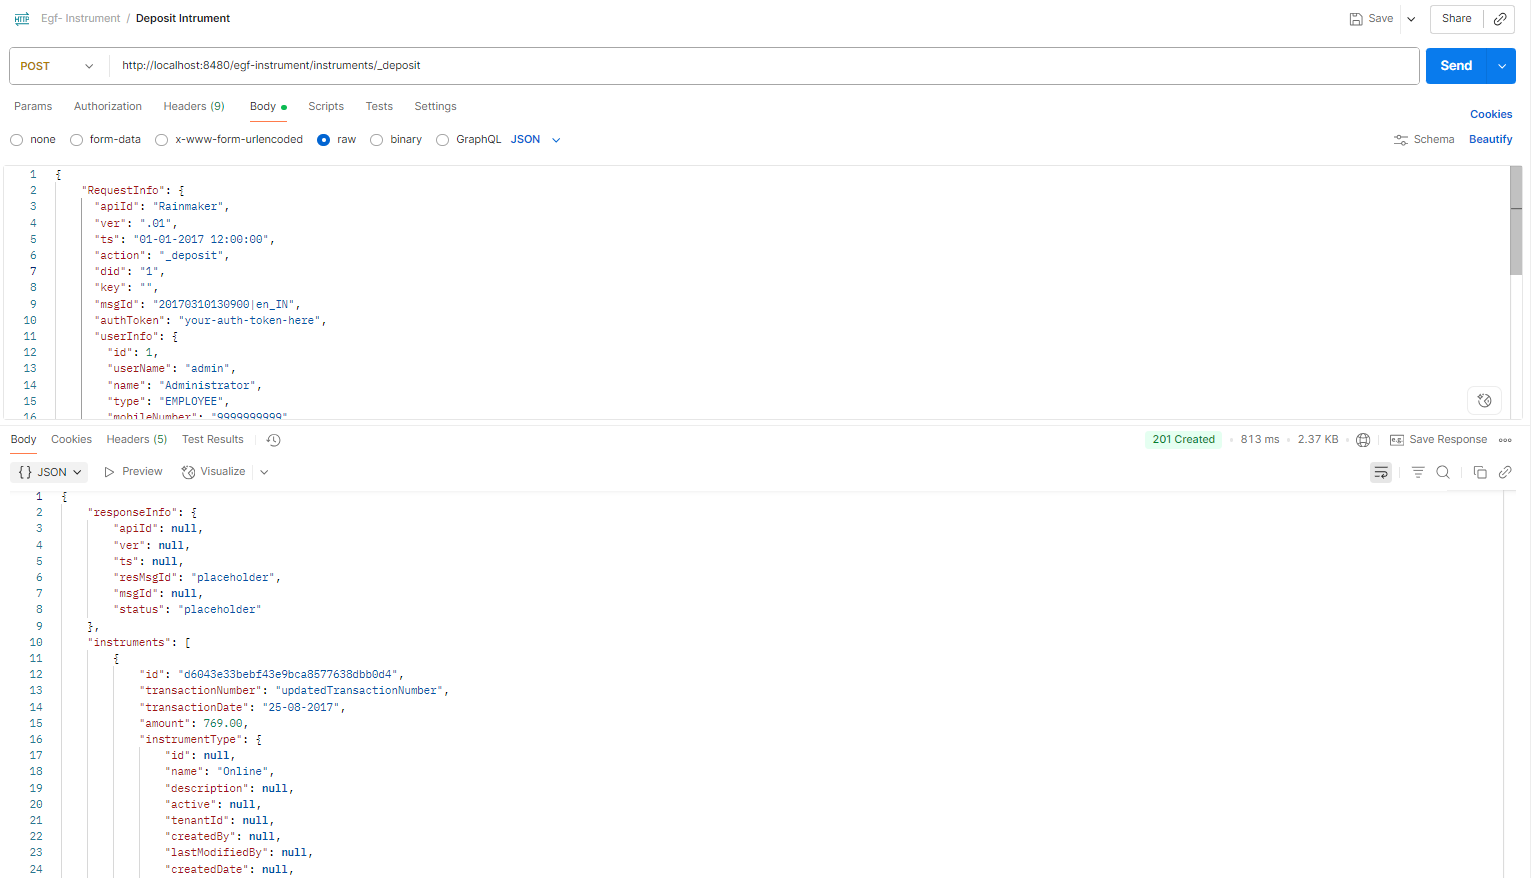 HTTP Egf- Instrument / Deposit Intrument Save Share
POST http://localhost:8480/egf-instrument/instruments/_deposit Send
Params Authorization Headers (9) Body Scripts Tests Settings Cookies
none form-data x-www-form-urlencoded raw binary GraphQL JSON Schema Beautify
1 {
2 "RequestInfo": {
3 "apiId": "Rainmaker",
4 "ver": ".01",
5 "ts": "01-01-2017 12:00:00",
6 "action": "_deposit",
7 "did": "1",
8 "key": "",
9 "msgId": "20170310130900|en_IN",
10 "authToken": "your-auth-token-here",
11 "userInfo": {
12 "id": 1,
13 "userName": "admin",
14 "name": "Administrator",
15 "type": "EMPLOYEE",
16 "mobileNumber": "9999999999"
Body Cookies Headers (5) Test Results 201 Created 813 ms 2.37 KB e.g. Save Response
{} JSON Preview Visualize
1 {
2 "responseInfo": {
3 "apiId": null,
4 "ver": null,
5 "ts": null,
6 "resMsgId": "placeholder",
7 "msgId": null,
8 "status": "placeholder"
9 },
10 "instruments": [
11 {
12 "id": "d6043e33bebf43e9bca8577638dbb0d4",
13 "transactionNumber": "updatedTransactionNumber",
14 "transactionDate": "25-08-2017",
15 "amount": 769.00,
16 "instrumentType": {
17 "id": null,
18 "name": "Online",
19 "description": null,
20 "active": null,
21 "tenantId": null,
22 "createdBy": null,
23 "lastModifiedBy": null,
24 "createdDate": null,